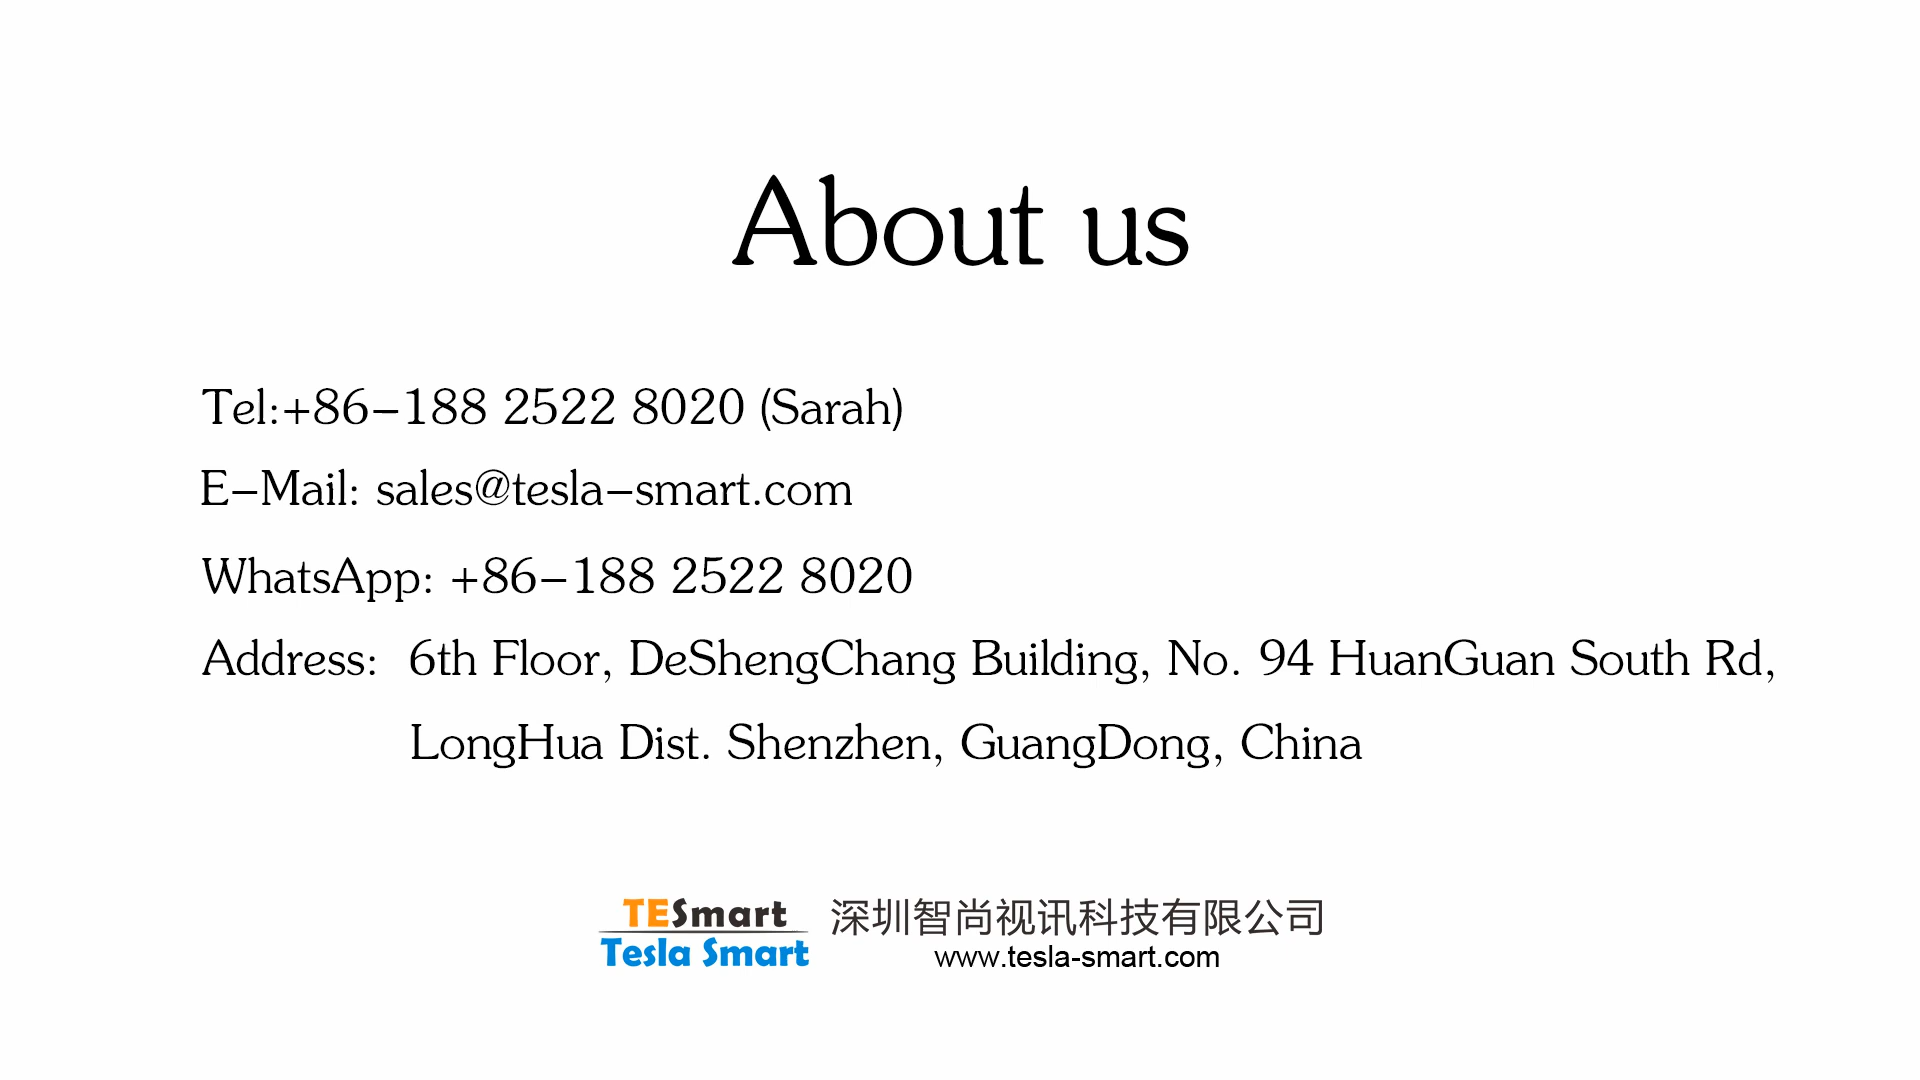 About us
Tel:+86-188 2522 8020 (Sarah)
E-Mail: sales@tesla-smart.com
WhatsApp: +86-188 2522 8020
Address: 6th Floor, DeShengChang Building, No. 94 HuanGuan South Rd,
LongHua Dist. Shenzhen, GuangDong, China
TESmart
Tesla Smart
深圳智尚视讯科技有限公司
www.tesla-smart.com